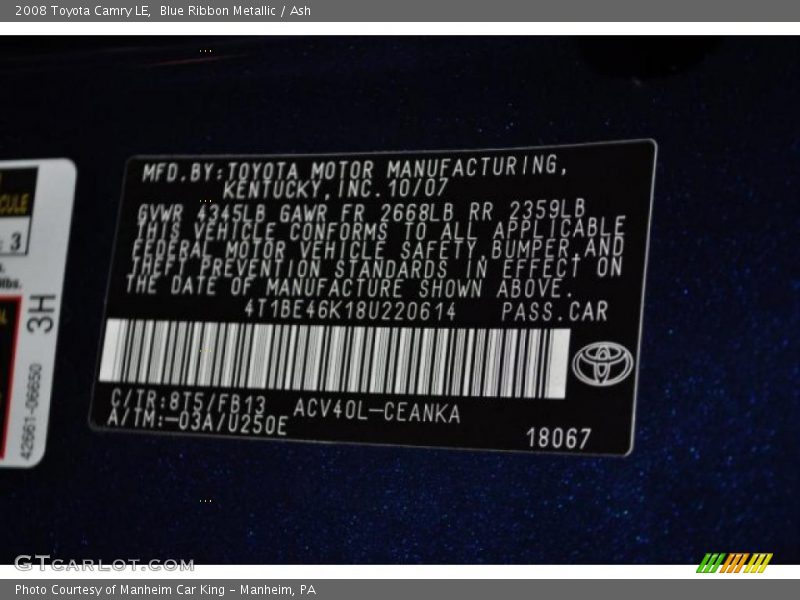 2008 Toyota Camry LE,  Blue Ribbon Metallic / Ash
MFD.BY:TOYOTA MOTOR MANUFACTURING,
KENTUCKY,INC.10/07
GVWR 4345LB GAWR FR 2668LB RR 2359LB
THIS VEHICLE CONFORMS TO ALL APPLICABLE
FEDERAL MOTOR VEHICLE SAFETY,BUMPER,AND
THEFT PREVENTION STANDARDS IN EFFECT ON
THE DATE OF MANUFACTURE SHOWN ABOVE.
4T1BE46K18U220614 PASS.CAR
C/TR:8T5/FB13 ACV40L-CEANKA
A/TM:-03A/U250E
18067
3
3H
42661-06650
GTCARLOT.COM
Photo Courtesy of Manheim Car King - Manheim, PA